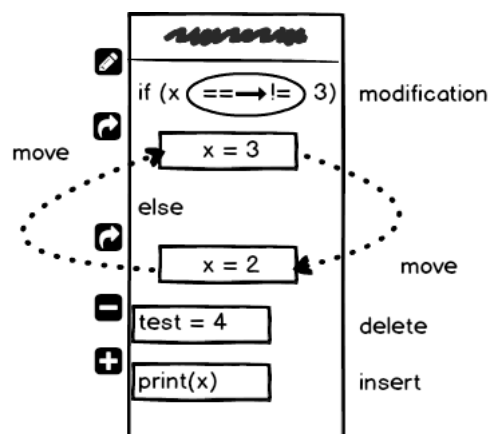 if (x ==→!= 3) modification
move
x = 3
else
x = 2
move
test = 4 delete
print(x) insert